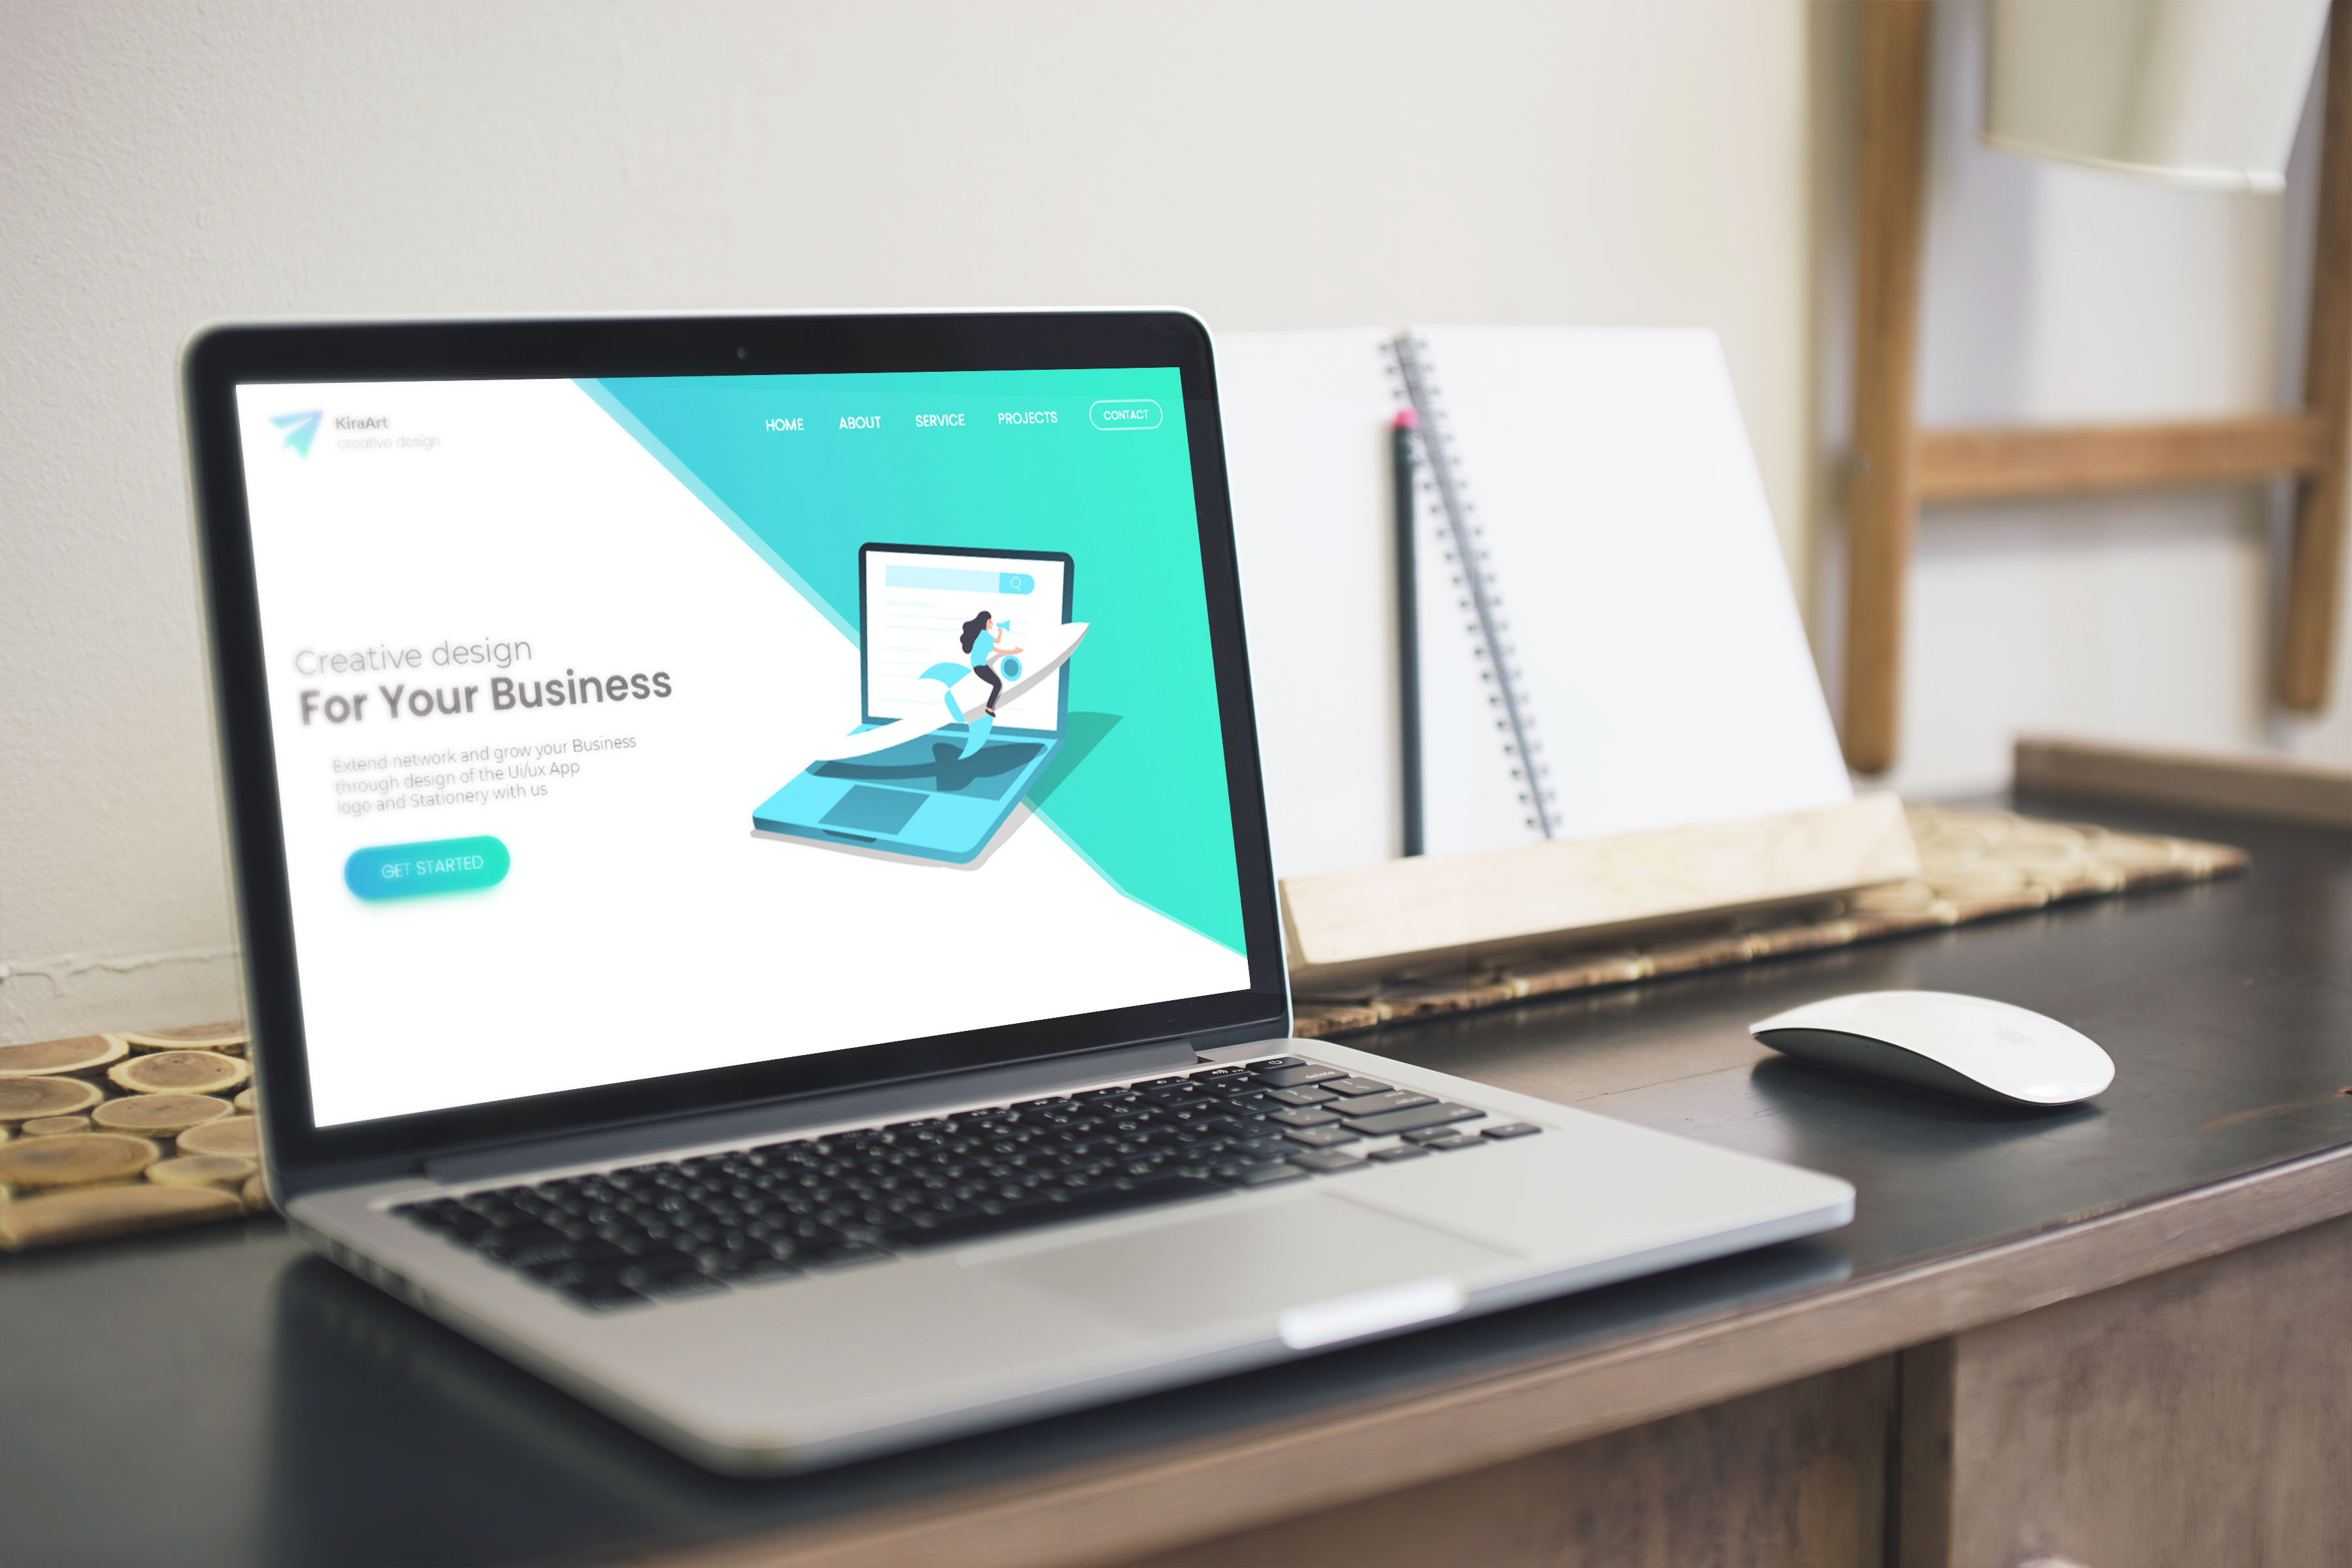 KiraArt
creative design
HOME ABOUT SERVICE PROJECTS CONTACT
Creative design
For Your Business
Extend network and grow your Business
through design of the Ui/ux App
logo and Stationery with us
GET STARTED